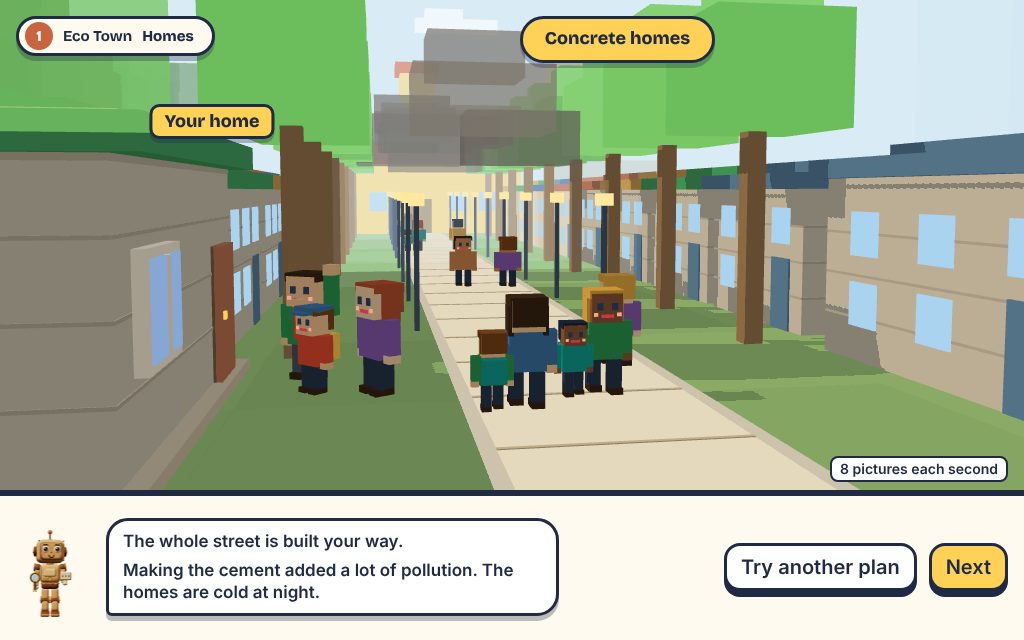 1 Eco Town Homes
Concrete homes
Your home
8 pictures each second
The whole street is built your way.
Making the cement added a lot of pollution. The
homes are cold at night.
Try another plan
Next